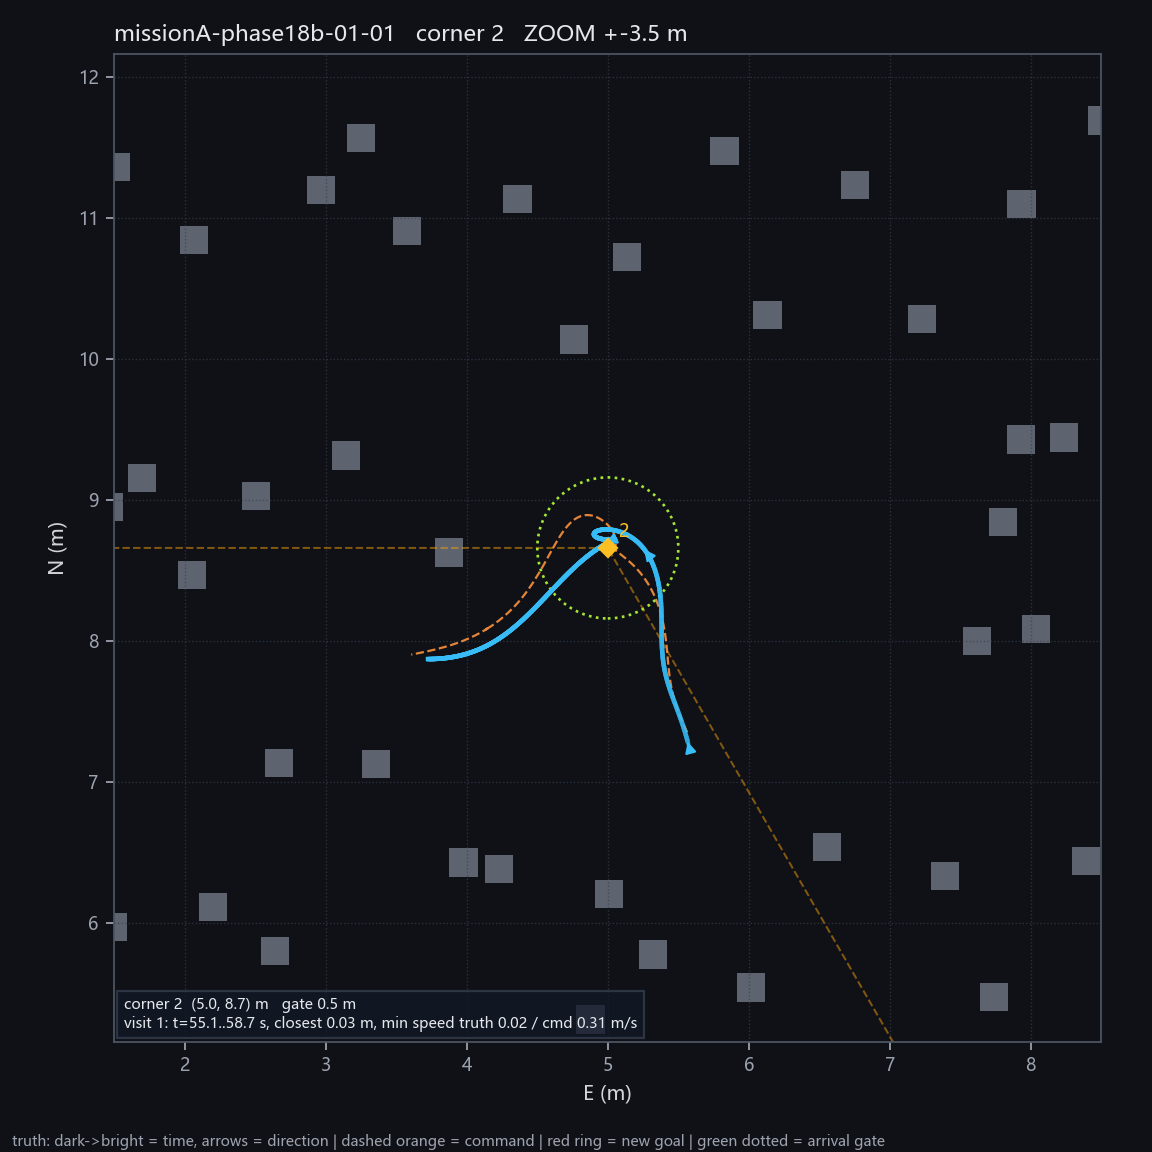 missionA-phase18b-01-01   corner 2   ZOOM +-3.5 m
12
11
10
9
8
7
6
N (m)
2
corner 2  (5.0, 8.7) m   gate 0.5 m
visit 1: t=55.1..58.7 s, closest 0.03 m, min speed truth 0.02 / cmd 0.31 m/s
2 3 4 5 6 7 8
E (m)
truth: dark->bright = time, arrows = direction | dashed orange = command | red ring = new goal | green dotted = arrival gate